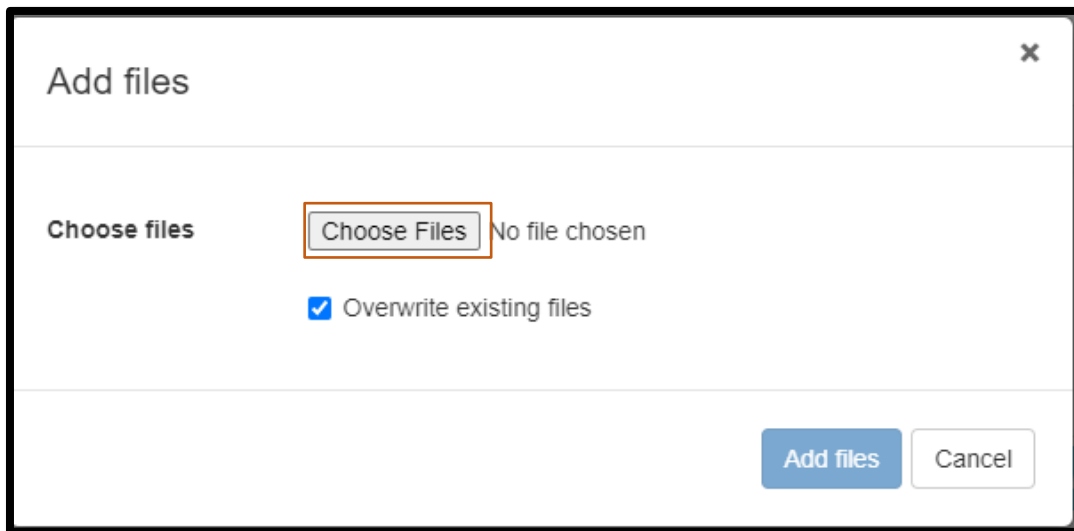 Add files
×
Choose files Choose Files No file chosen
Overwrite existing files
Add files Cancel